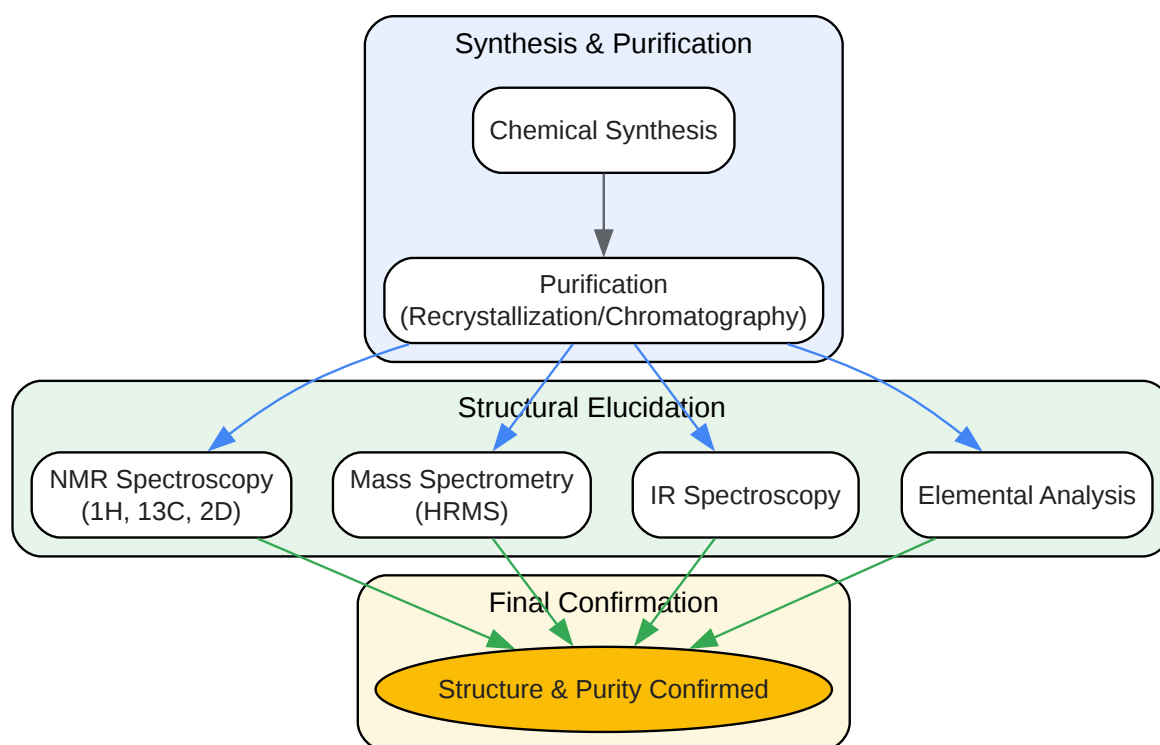 Synthesis & Purification
Chemical Synthesis
Purification
(Recrystallization/Chromatography)
Structural Elucidation
NMR Spectroscopy
(1H, 13C, 2D)
Mass Spectrometry
(HRMS)
IR Spectroscopy
Elemental Analysis
Final Confirmation
Structure & Purity Confirmed